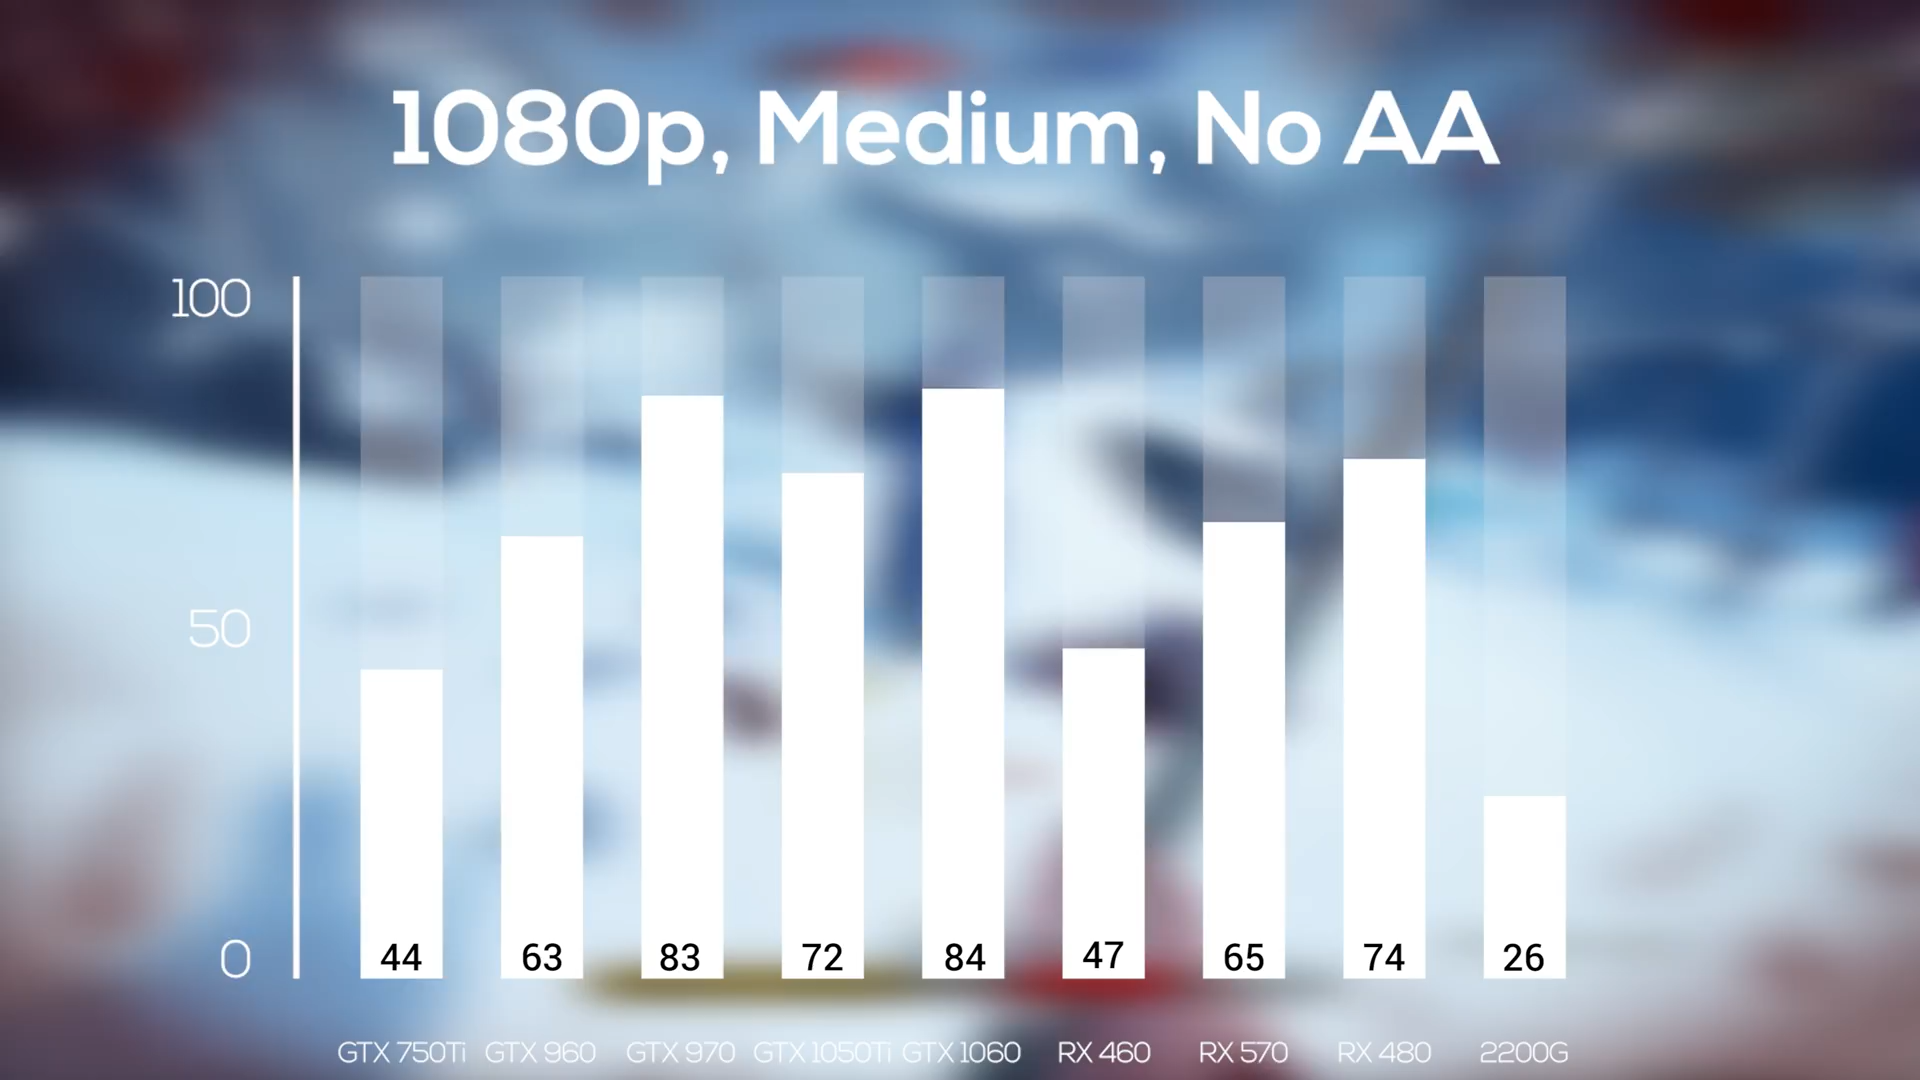 1080p, Medium, No AA
100
50
0
44 63 83 72 84 47 65 74 26
GTX 750Ti GTX 960 GTX 970 GTX 1050Ti GTX 1060 RX 460 RX 570 RX 480 2200G